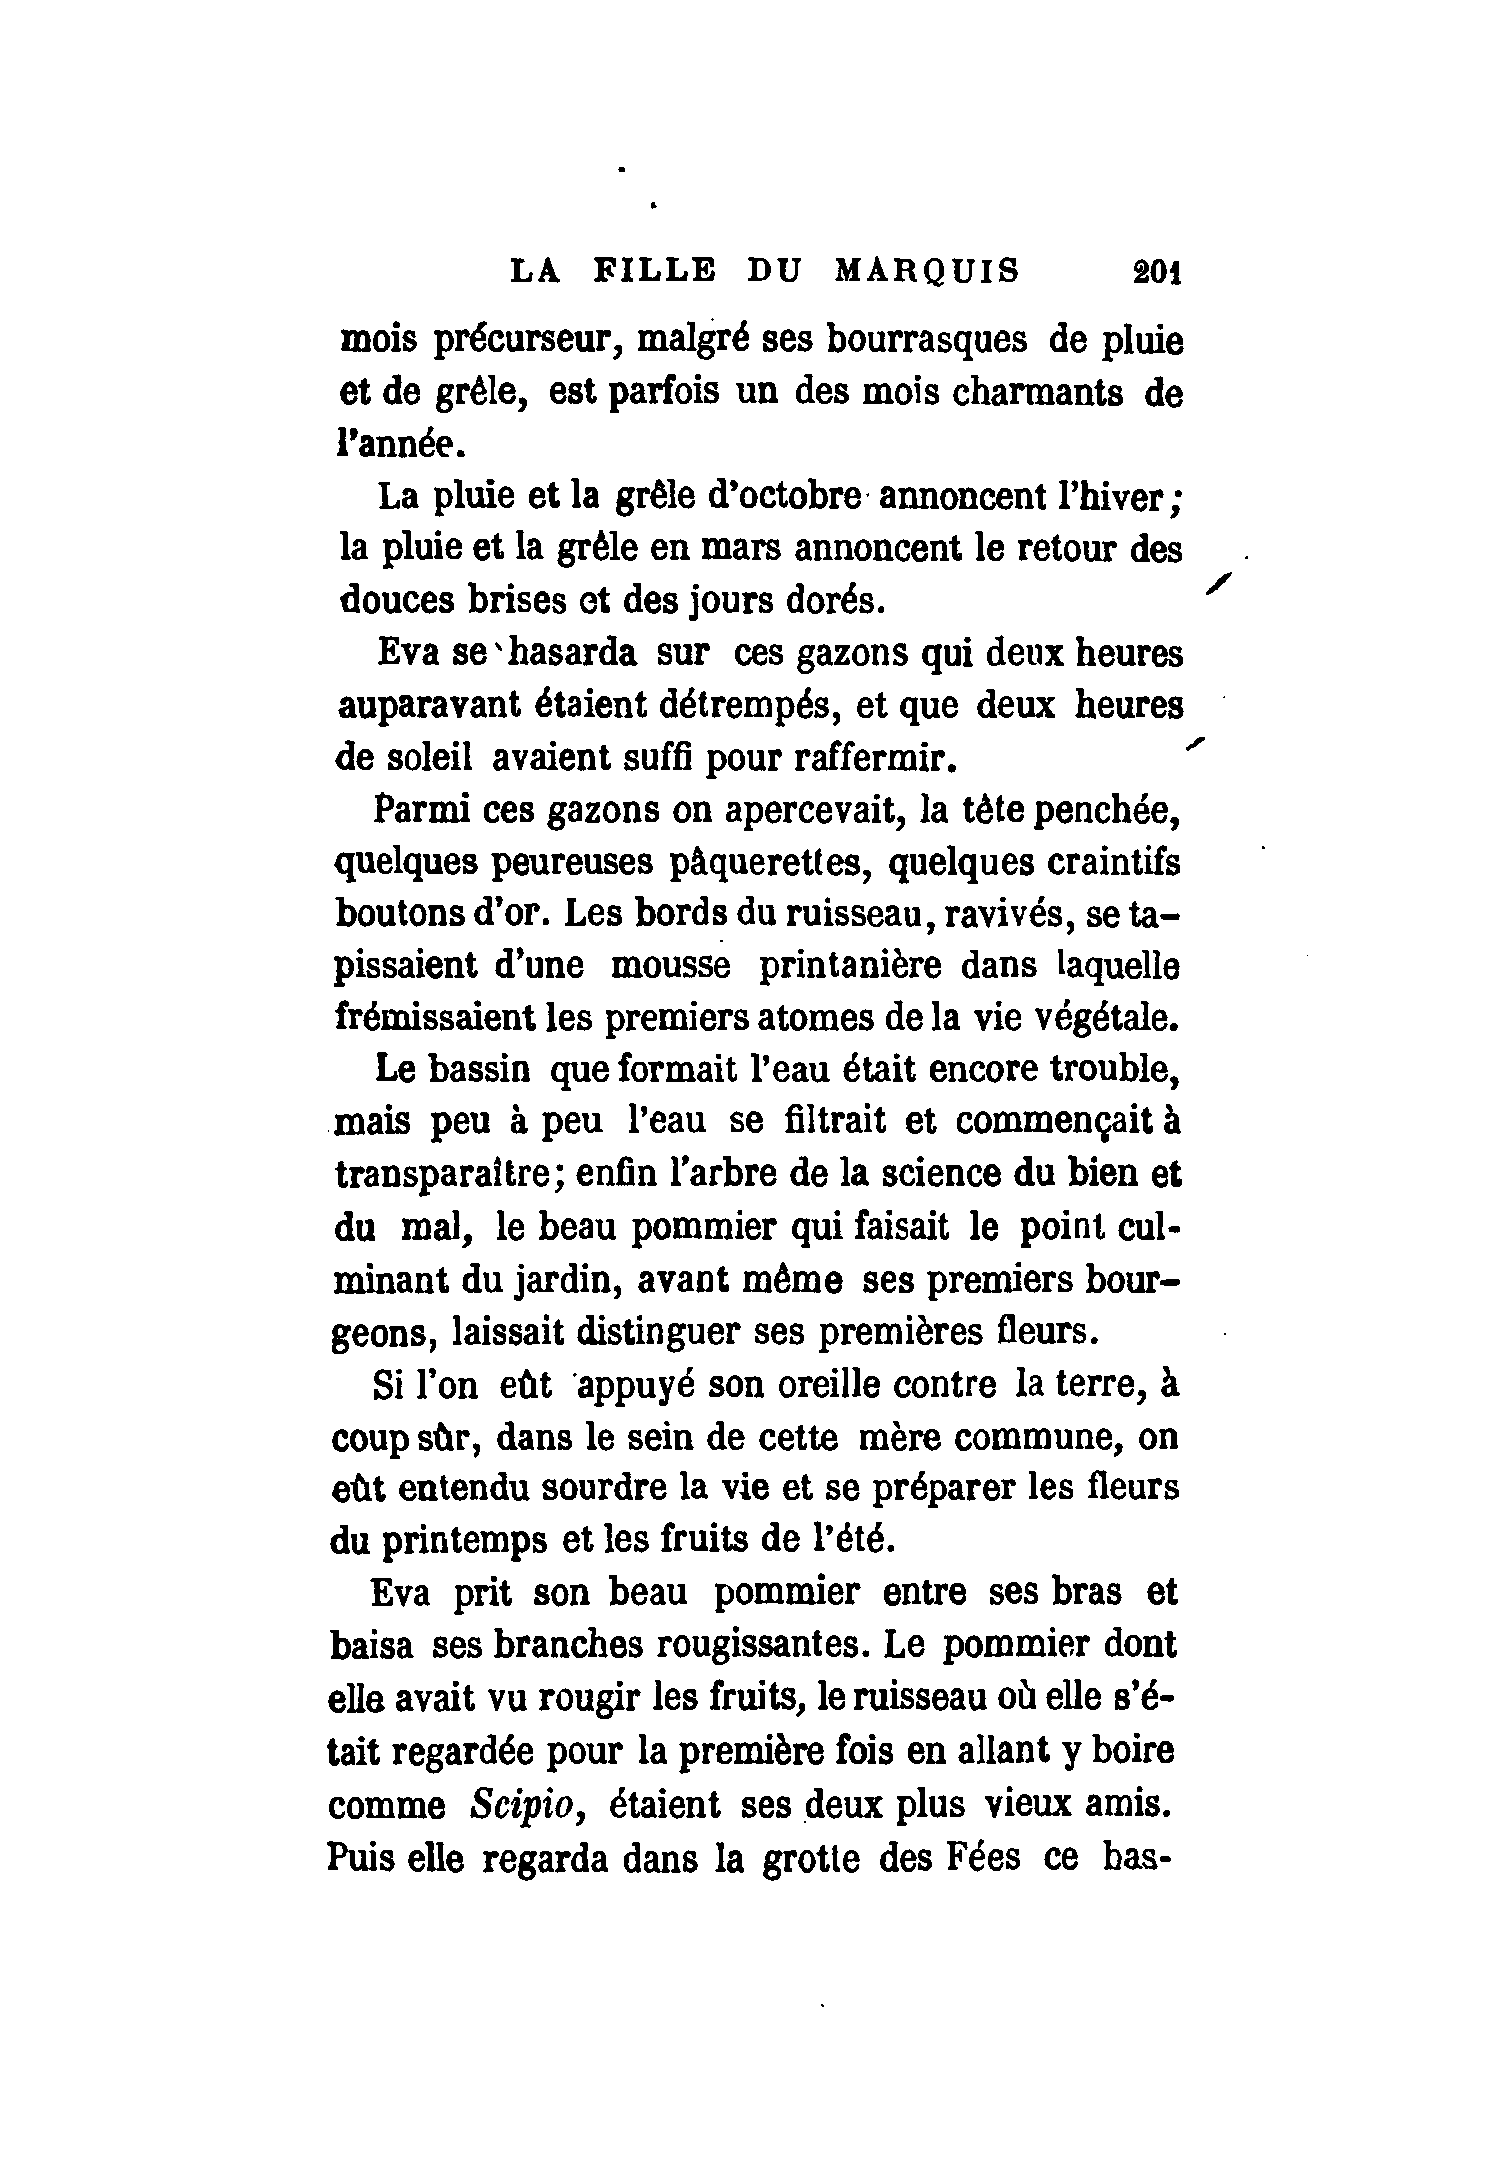 LA FILLE DU MARQUIS 201
mois précurseur, malgré ses bourrasques de pluie
et de grêle, est parfois un des mois charmants de
l'année.
La pluie et la grêle d'octobre annoncent l'hiver;
la pluie et la grêle en mars annoncent le retour des
douces brises et des jours dorés.
Eva se hasarda sur ces gazons qui deux heures
auparavant étaient détrempés, et que deux heures
de soleil avaient suffi pour raffermir.
Parmi ces gazons on apercevait, la tête penchée,
quelques peureuses pâquerettes, quelques craintifs
boutons d'or. Les bords du ruisseau, ravivés, se ta-
pissaient d'une mousse printanière dans laquelle
frémissaient les premiers atomes de la vie végétale.
Le bassin que formait l'eau était encore trouble,
mais peu à peu l'eau se filtrait et commençait à
transparaître; enfin l'arbre de la science du bien et
du mal, le beau pommier qui faisait le point cul-
minant du jardin, avant même ses premiers bour-
geons, laissait distinguer ses premières fleurs.
Si l'on eût appuyé son oreille contre la terre, à
coup sûr, dans le sein de cette mère commune, on
eût entendu sourdre la vie et se préparer les fleurs
du printemps et les fruits de l'été.
Eva prit son beau pommier entre ses bras et
baisa ses branches rougissantes. Le pommier dont
elle avait vu rougir les fruits, le ruisseau où elle s'é-
tait regardée pour la première fois en allant y boire
comme Scipio, étaient ses deux plus vieux amis.
Puis elle regarda dans la grotte des Fées ce bas-